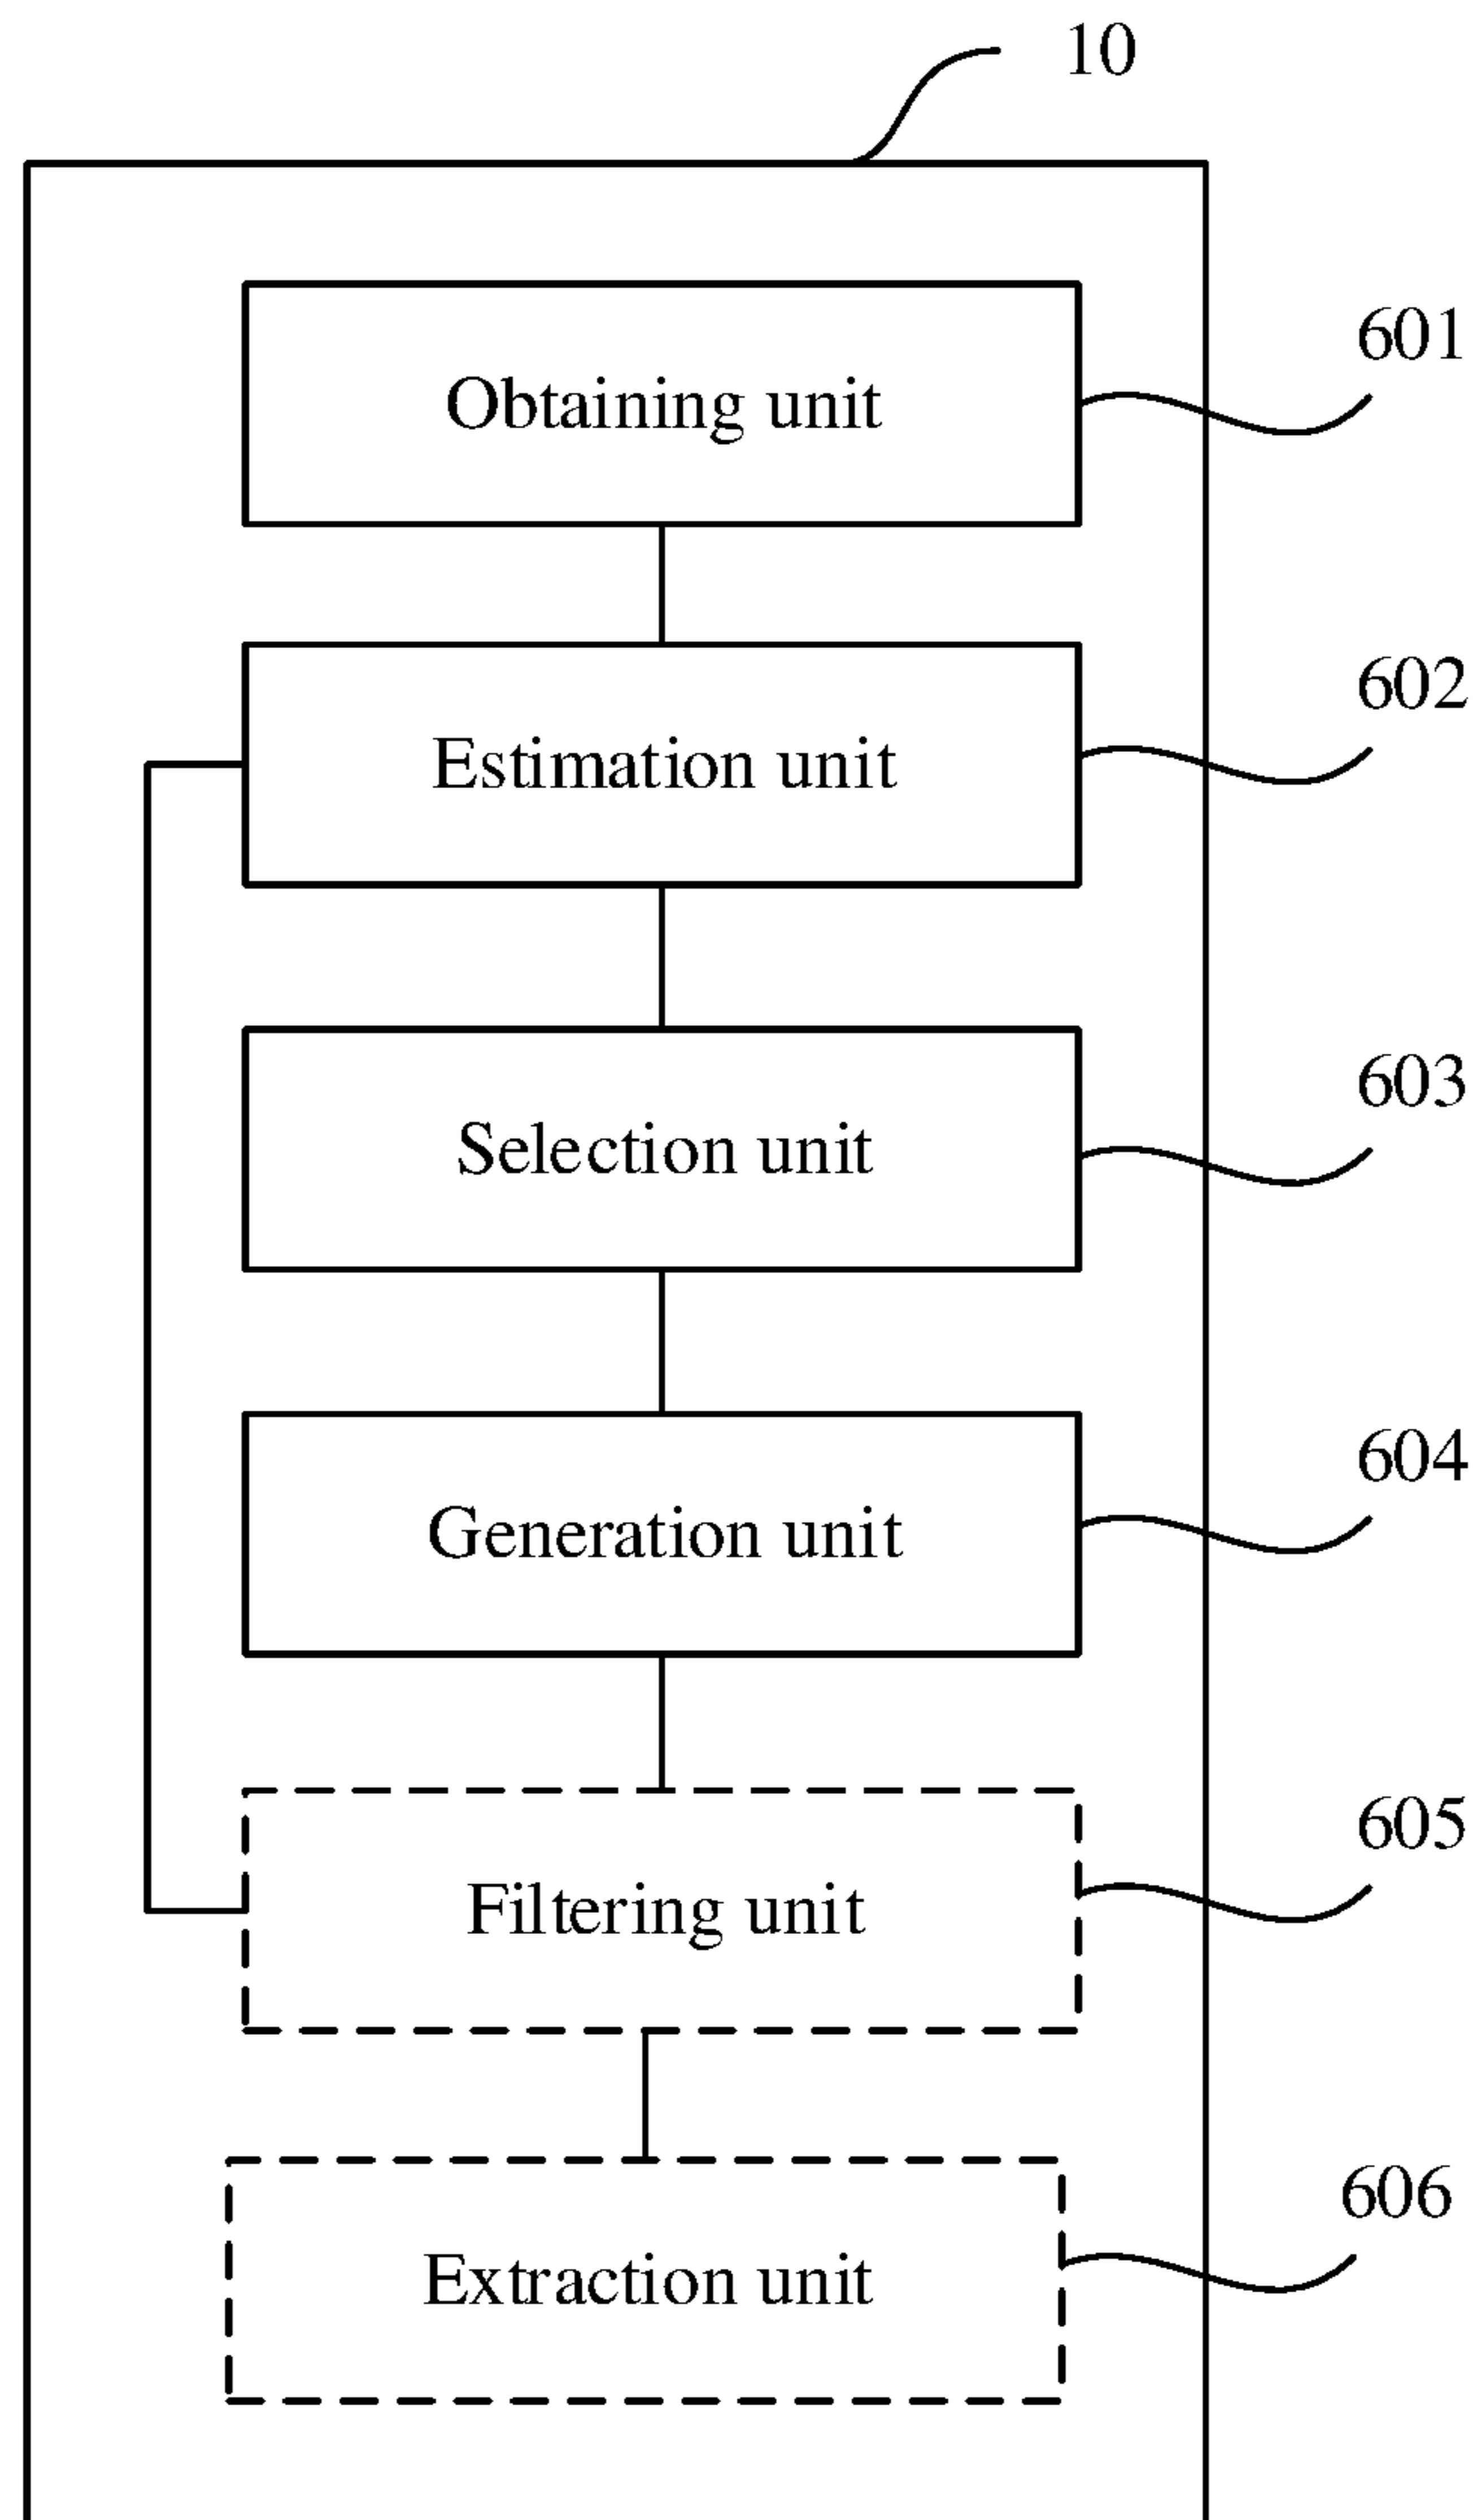 10
601
Obtaining unit
602
Estimation unit
603
Selection unit
604
Generation unit
605
Filtering unit
606
Extraction unit